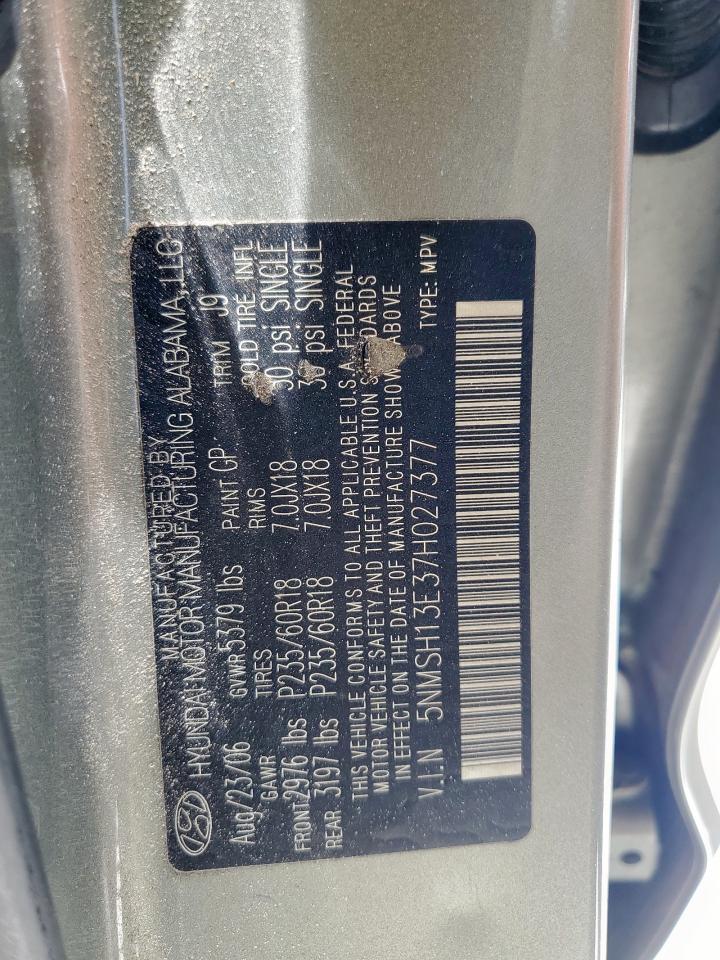 MANUFACTURED BY
HYUNDAI MOTOR MANUFACTURING ALABAMA, LLC
Aug/23/06 GVWR 5379 lbs PAINT GP TRIM J9
GAWR TIRES RIMS COLD TIRE INFL
FRONT 2976 lbs P235/60R18 7.0JX18 30 psi SINGLE
REAR 3197 lbs P235/60R18 7.0JX18 psi SINGLE
THIS VEHICLE CONFORMS TO ALL APPLICABLE U.S.A. FEDERAL
MOTOR VEHICLE SAFETY AND THEFT PREVENTION STANDARDS
IN EFFECT ON THE DATE OF MANUFACTURE SHOWN ABOVE
V.I.N 5NMSH13E37H027377 TYPE: MPV